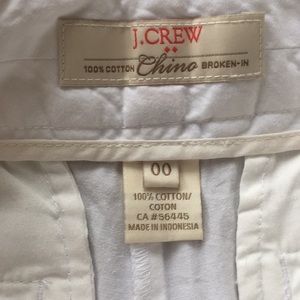 J.CREW
100% COTTON Chino BROKEN-IN
00
100% COTTON/
COTON
CA #56445
MADE IN INDONESIA